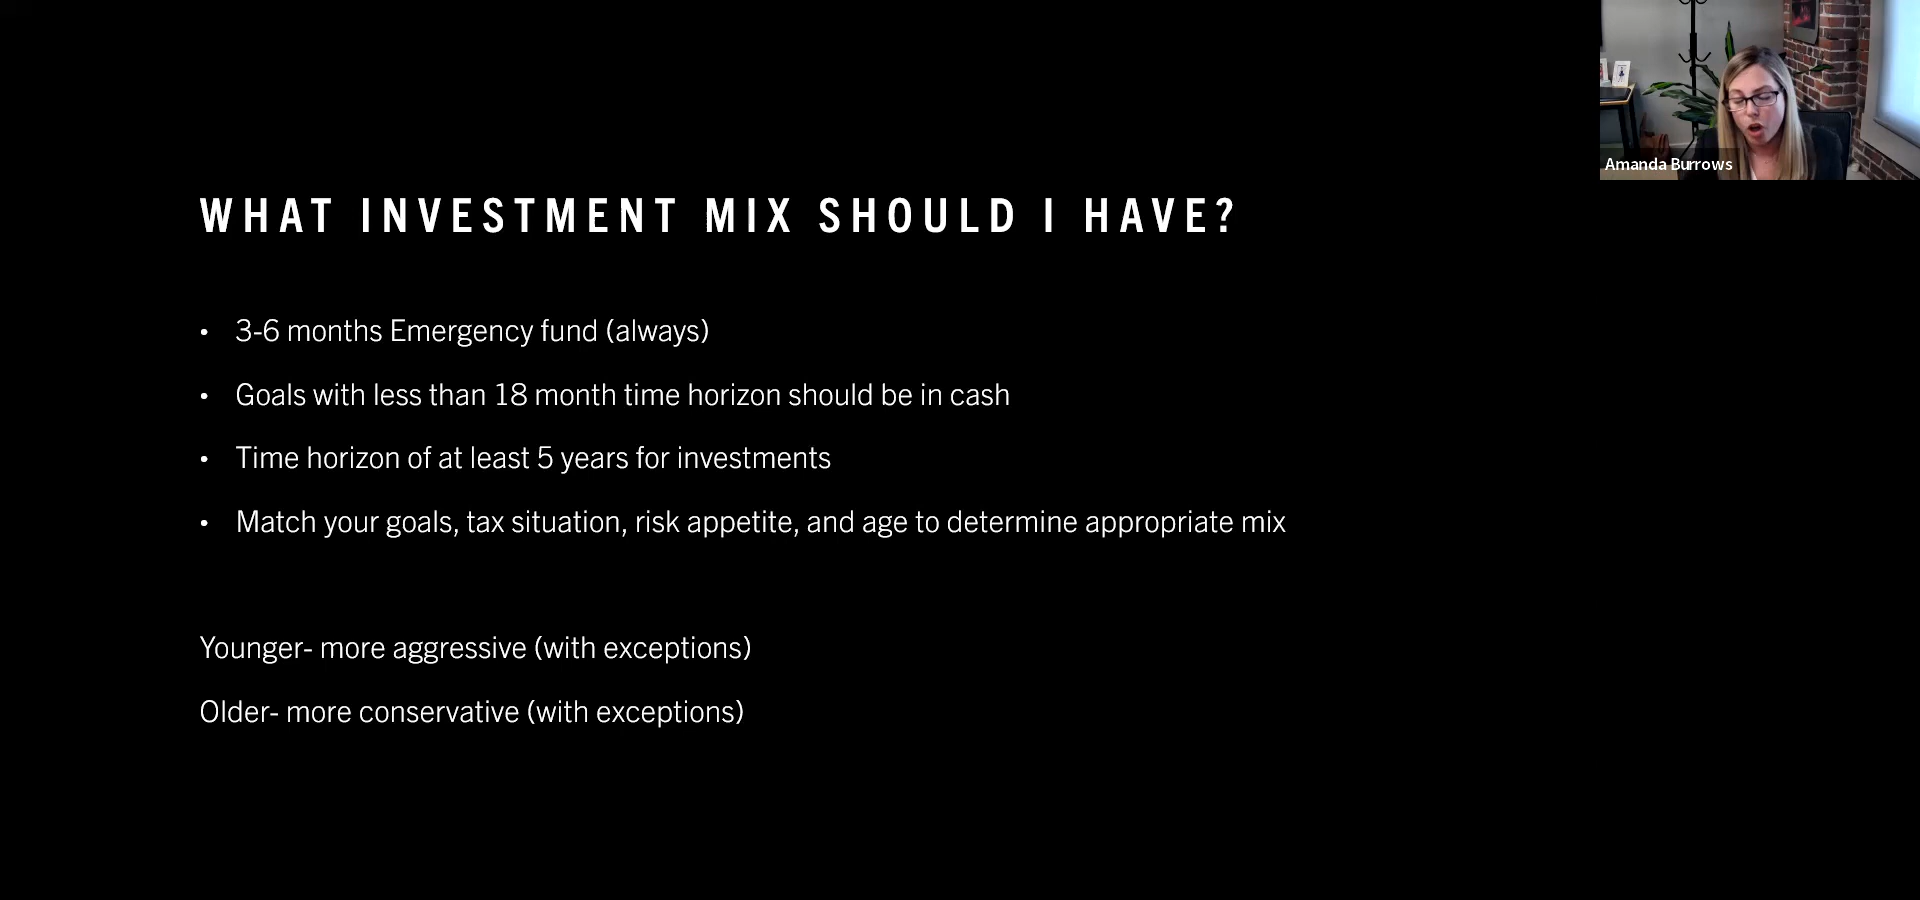 WHAT INVESTMENT MIX SHOULD I HAVE?
• 3-6 months Emergency fund (always)
• Goals with less than 18 month time horizon should be in cash
• Time horizon of at least 5 years for investments
• Match your goals, tax situation, risk appetite, and age to determine appropriate mix
Younger- more aggressive (with exceptions)
Older- more conservative (with exceptions)
Amanda Burrows